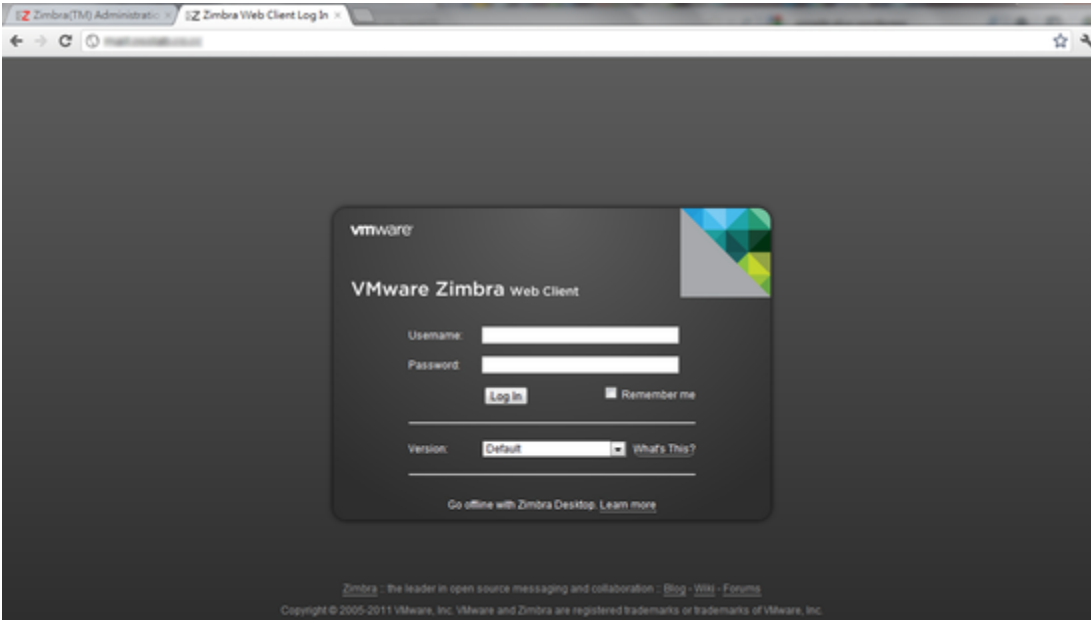 Zimbra(TM) Administratio
Zimbra Web Client Log In
vmware
VMware Zimbra Web Client
Username:
Password:
Log In
Remember me
Version:
Default
What's This?
Go offline with Zimbra Desktop. Learn more
Zimbra :: the leader in open source messaging and collaboration :: Blog - Wiki - Forums
Copyright © 2005-2011 VMware, Inc. VMware and Zimbra are registered trademarks or trademarks of VMware, Inc.